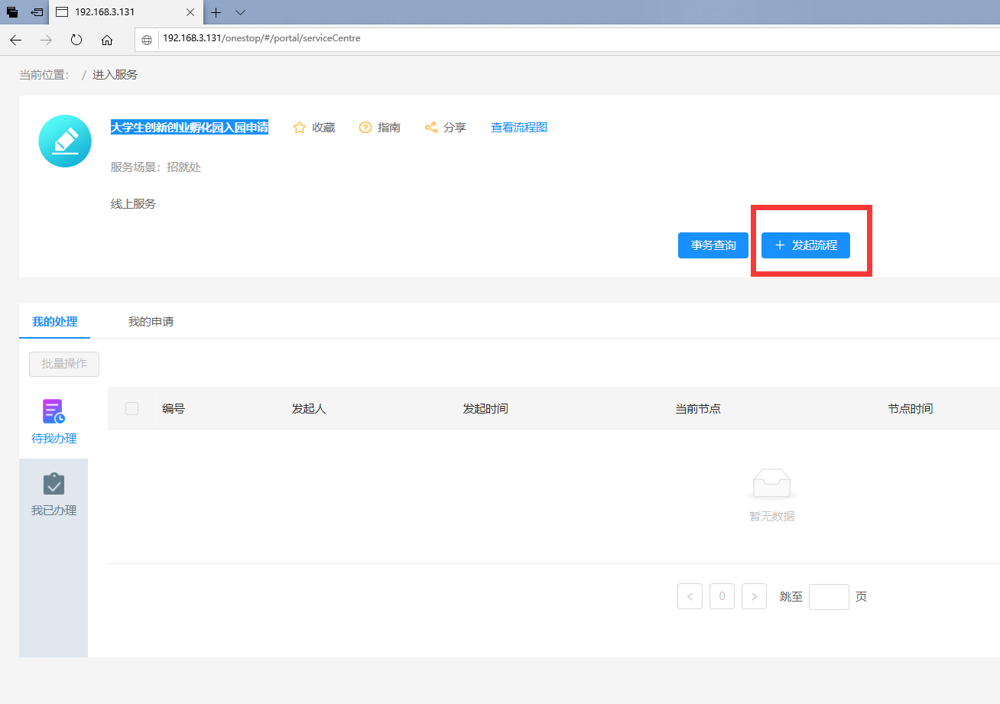 192.168.3.131
192.168.3.131/onestop/#/portal/serviceCentre
当前位置： / 进入服务
大学生创新创业孵化园入园申请 收藏 指南 分享 查看流程图
服务场景：招就处
线上服务
事务查询 发起流程
我的处理 我的申请
批量操作
编号 发起人 发起时间 当前节点 节点时间
待我办理
我已办理
暂无数据
< 0 > 跳至 页